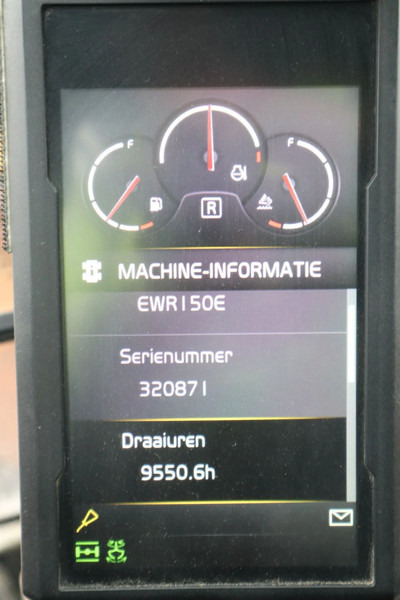 F
F
R
MACHINE-INFORMATIE
EWR150E
Serienummer
320871
Draaiuren
9550.6h